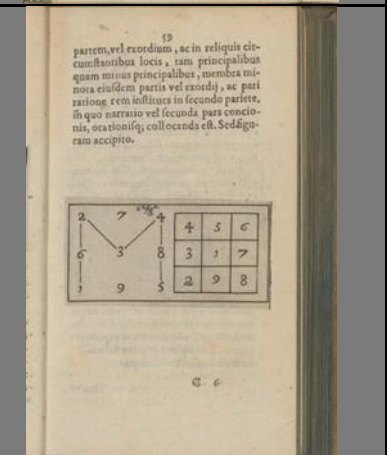 59
partem, vel exordium, ac in reliquis cir-
cumstantibus locis, tam principalibus
quam minus principalibus, membra mi-
nora eiusdem partis vel exordij, ac pari
ratione rem institues in secundo pariete,
in quo narratio vel secunda pars concio-
nis, orationisq; collocanda est. Sed figu-
ram accipito.
2 7 4 4 5 6
6 3 8 3 1 7
1 9 5 2 9 8
C 6